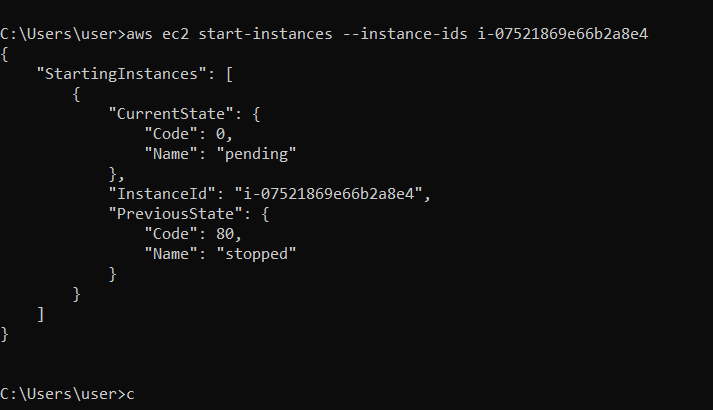 C:\Users\user>aws ec2 start-instances --instance-ids i-07521869e66b2a8e4
{
    "StartingInstances": [
        {
            "CurrentState": {
                "Code": 0,
                "Name": "pending"
            },
            "InstanceId": "i-07521869e66b2a8e4",
            "PreviousState": {
                "Code": 80,
                "Name": "stopped"
            }
        }
    ]
}
C:\Users\user>c